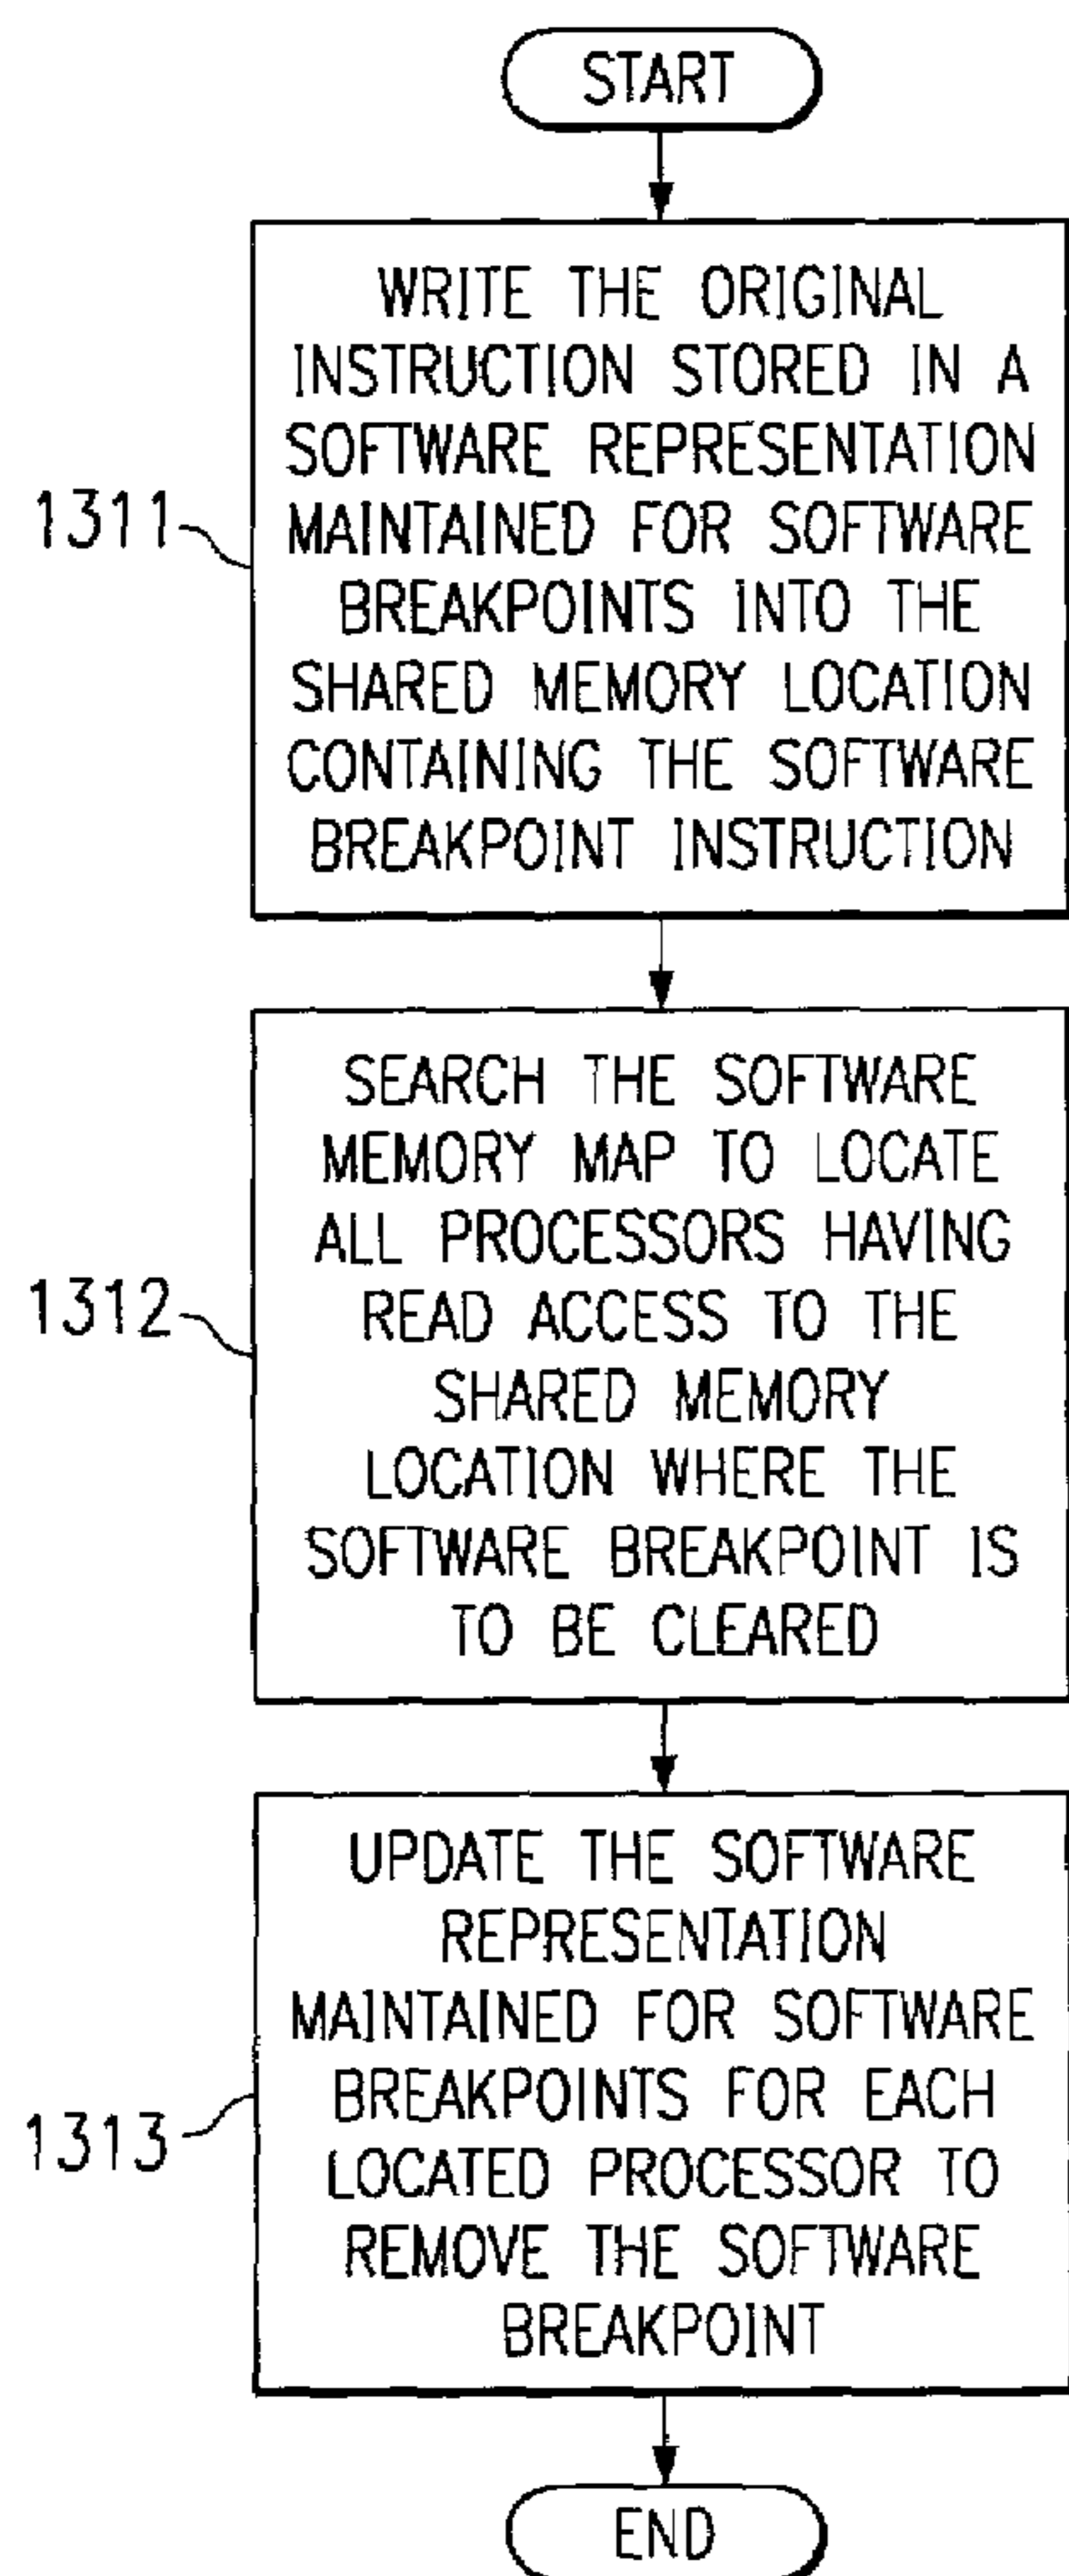 START
WRITE THE ORIGINAL
INSTRUCTION STORED IN A
SOFTWARE REPRESENTATION
MAINTAINED FOR SOFTWARE
BREAKPOINTS INTO THE
SHARED MEMORY LOCATION
CONTAINING THE SOFTWARE
BREAKPOINT INSTRUCTION
1311
SEARCH THE SOFTWARE
MEMORY MAP TO LOCATE
ALL PROCESSORS HAVING
READ ACCESS TO THE
SHARED MEMORY
LOCATION WHERE THE
SOFTWARE BREAKPOINT IS
TO BE CLEARED
1312
UPDATE THE SOFTWARE
REPRESENTATION
MAINTAINED FOR SOFTWARE
BREAKPOINTS FOR EACH
LOCATED PROCESSOR TO
REMOVE THE SOFTWARE
BREAKPOINT
1313
END